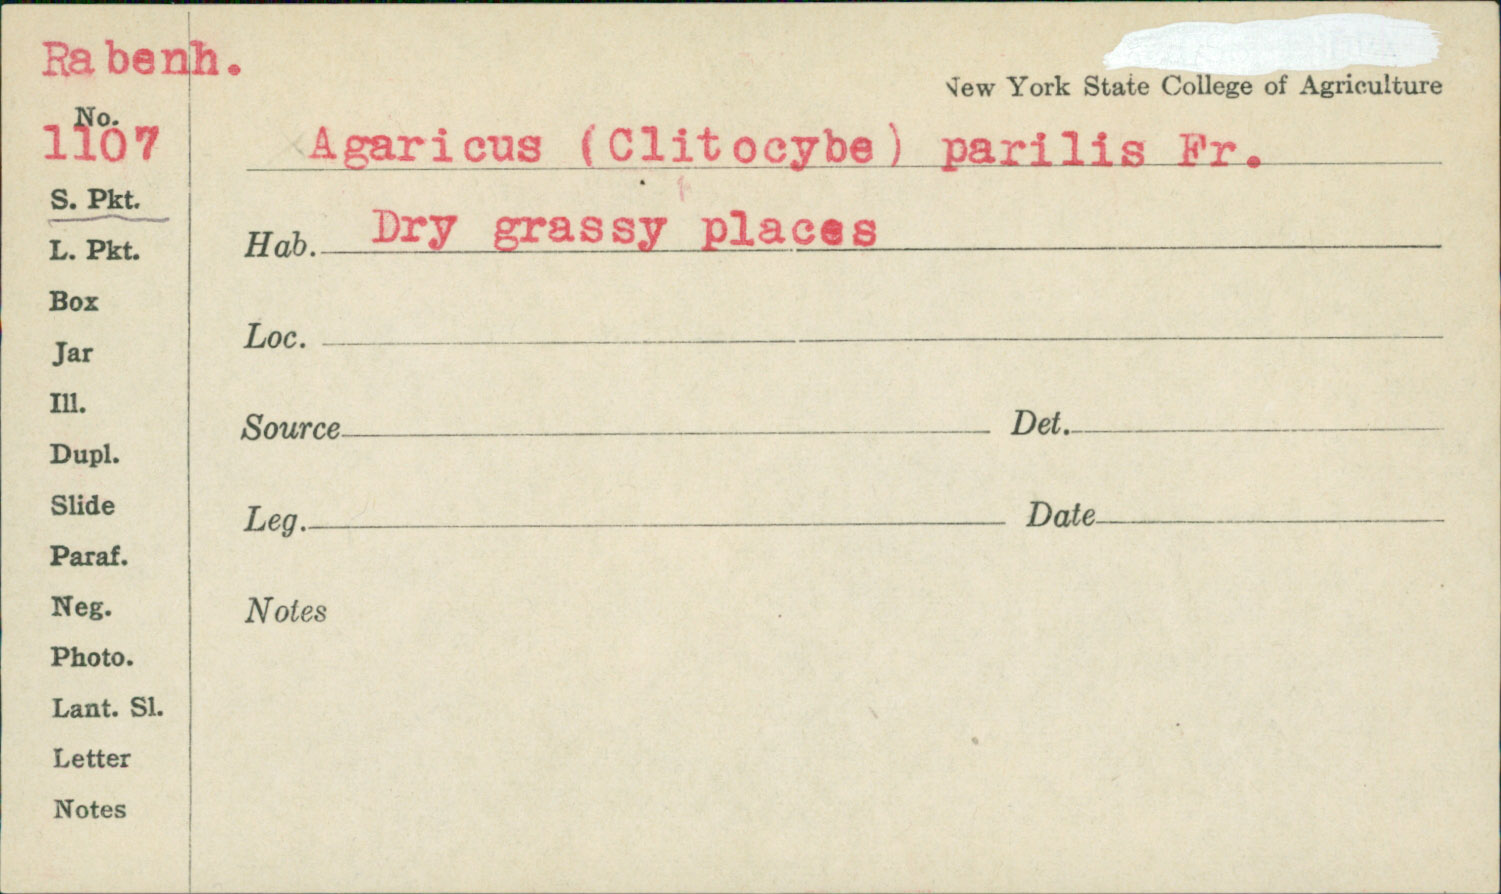 Rabenh.
New York State College of Agriculture
No.
1107
Agaricus (Clitocybe) parilis Fr.
S. Pkt.
Hab. Dry grassy places
L. Pkt.
Box
Loc.
Jar
Ill.
Source
Det.
Dupl.
Slide
Leg.
Date
Paraf.
Neg.
Notes
Photo.
Lant. Sl.
Letter
Notes